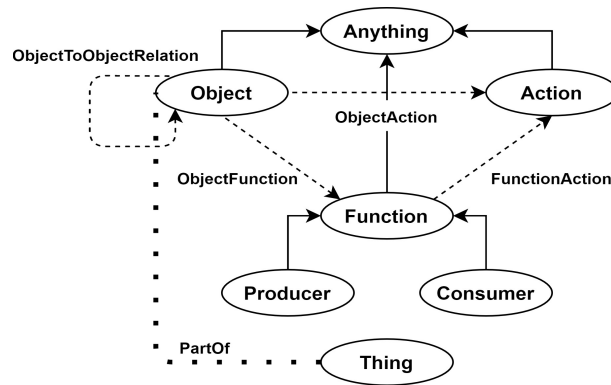 Anything
ObjectToObjectRelation
Object
Action
ObjectAction
ObjectFunction
FunctionAction
Function
Producer
Consumer
PartOf
Thing